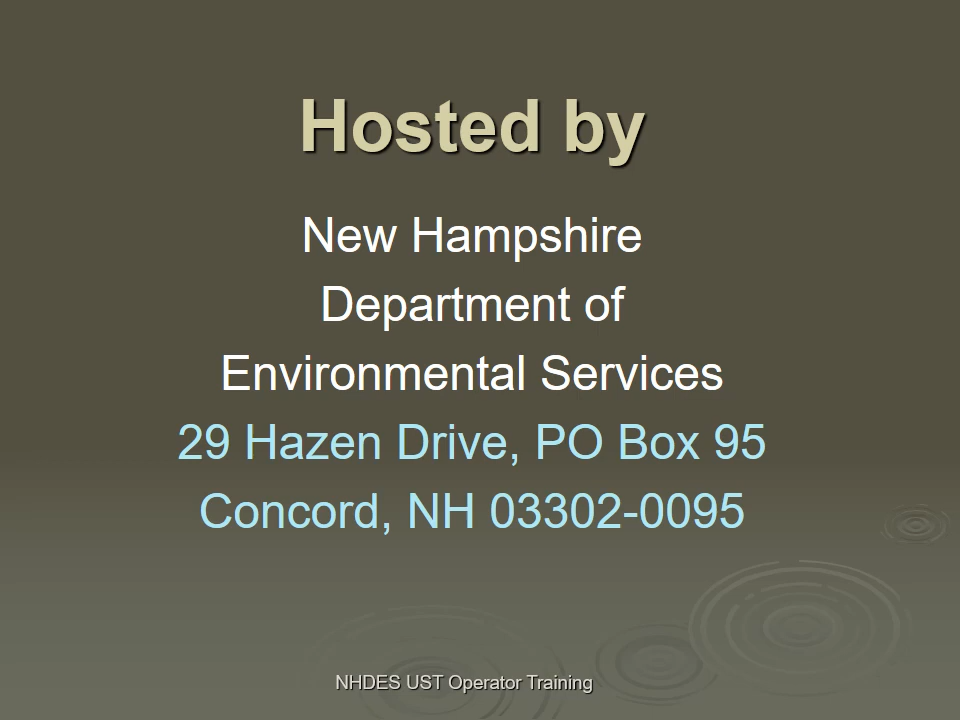 Hosted by
New Hampshire
Department of
Environmental Services
29 Hazen Drive, PO Box 95
Concord, NH 03302-0095
NHDES UST Operator Training